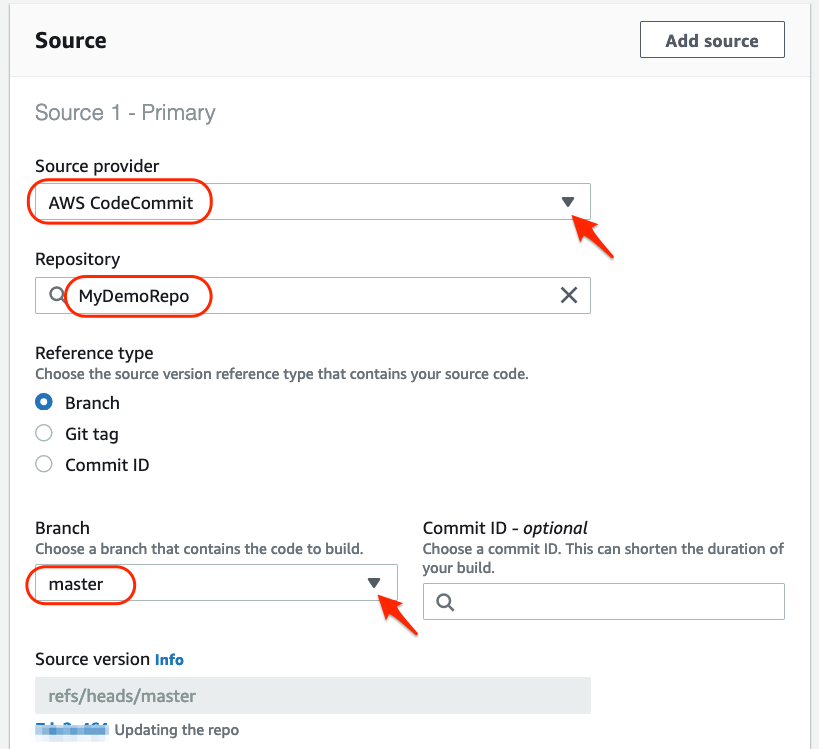 Source
Add source
Source 1 - Primary
Source provider
AWS CodeCommit
Repository
MyDemoRepo
Reference type
Choose the source version reference type that contains your source code.
Branch
Git tag
Commit ID
Branch
Choose a branch that contains the code to build.
master
Commit ID - optional
Choose a commit ID. This can shorten the duration of
your build.
Source version Info
refs/heads/master
Updating the repo